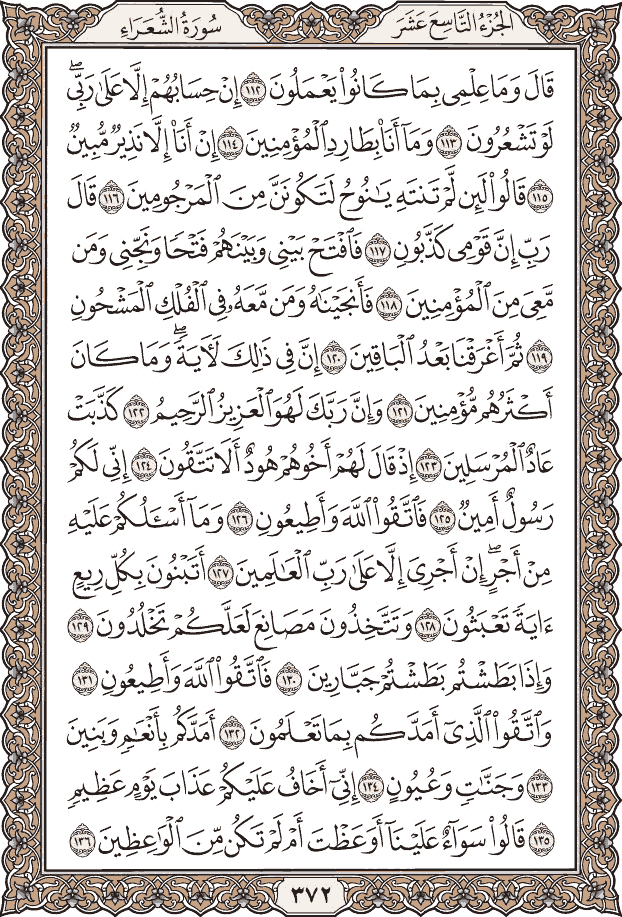 سُورَةُ الشُّعَرَاءِ
الجُزْءُ التَّاسِعَ عَشَرَ
قَالَ وَمَا عِلْمِى بِمَا كَانُوا۟ يَعْمَلُونَ ١١٢ إِنْ حِسَابُهُمْ إِلَّا عَلَىٰ رَبِّى ۖ
لَوْ تَشْعُرُونَ ١١٣ وَمَآ أَنَا۠ بِطَارِدِ ٱلْمُؤْمِنِينَ ١١٤ إِنْ أَنَا۠ إِلَّا نَذِيرٌ مُّبِينٌ
١١٥ قَالُوا۟ لَئِن لَّمْ تَنتَهِ يَـٰنُوحُ لَتَكُونَنَّ مِنَ ٱلْمَرْجُومِينَ ١١٦ قَالَ
رَبِّ إِنَّ قَوْمِى كَذَّبُونِ ١١٧ فَٱفْتَحْ بَيْنِى وَبَيْنَهُمْ فَتْحًا وَنَجِّنِى وَمَن
مَّعِىَ مِنَ ٱلْمُؤْمِنِينَ ١١٨ فَأَنجَيْنَـٰهُ وَمَن مَّعَهُۥ فِى ٱلْفُلْكِ ٱلْمَشْحُونِ
١١٩ ثُمَّ أَغْرَقْنَا بَعْدُ ٱلْبَاقِينَ ١٢٠ إِنَّ فِى ذَٰلِكَ لَـَٔايَةً ۖ وَمَا كَانَ
أَكْثَرُهُم مُّؤْمِنِينَ ١٢١ وَإِنَّ رَبَّكَ لَهُوَ ٱلْعَزِيزُ ٱلرَّحِيمُ ١٢٢ كَذَّبَتْ
عَادٌ ٱلْمُرْسَلِينَ ١٢٣ إِذْ قَالَ لَهُمْ أَخُوهُمْ هُودٌ أَلَا تَتَّقُونَ ١٢٤ إِنِّى لَكُمْ
رَسُولٌ أَمِينٌ ١٢٥ فَٱتَّقُوا۟ ٱللَّهَ وَأَطِيعُونِ ١٢٦ وَمَآ أَسْـَٔلُكُمْ عَلَيْهِ
مِنْ أَجْرٍ ۖ إِنْ أَجْرِىَ إِلَّا عَلَىٰ رَبِّ ٱلْعَـٰلَمِينَ ١٢٧ أَتَبْنُونَ بِكُلِّ رِيعٍ
ءَايَةً تَعْبَثُونَ ١٢٨ وَتَتَّخِذُونَ مَصَانِعَ لَعَلَّكُمْ تَخْلُدُونَ ١٢٩
وَإِذَا بَطَشْتُم بَطَشْتُمْ جَبَّارِينَ ١٣٠ فَٱتَّقُوا۟ ٱللَّهَ وَأَطِيعُونِ ١٣١
وَٱتَّقُوا۟ ٱلَّذِىٓ أَمَدَّكُم بِمَا تَعْلَمُونَ ١٣٢ أَمَدَّكُم بِأَنْعَـٰمٍ وَبَنِينَ
١٣٣ وَجَنَّـٰتٍ وَعُيُونٍ ١٣٤ إِنِّىٓ أَخَافُ عَلَيْكُمْ عَذَابَ يَوْمٍ عَظِيمٍ
١٣٥ قَالُوا۟ سَوَآءٌ عَلَيْنَآ أَوَعَظْتَ أَمْ لَمْ تَكُن مِّنَ ٱلْوَٰعِظِينَ ١٣٦
٣٧٢